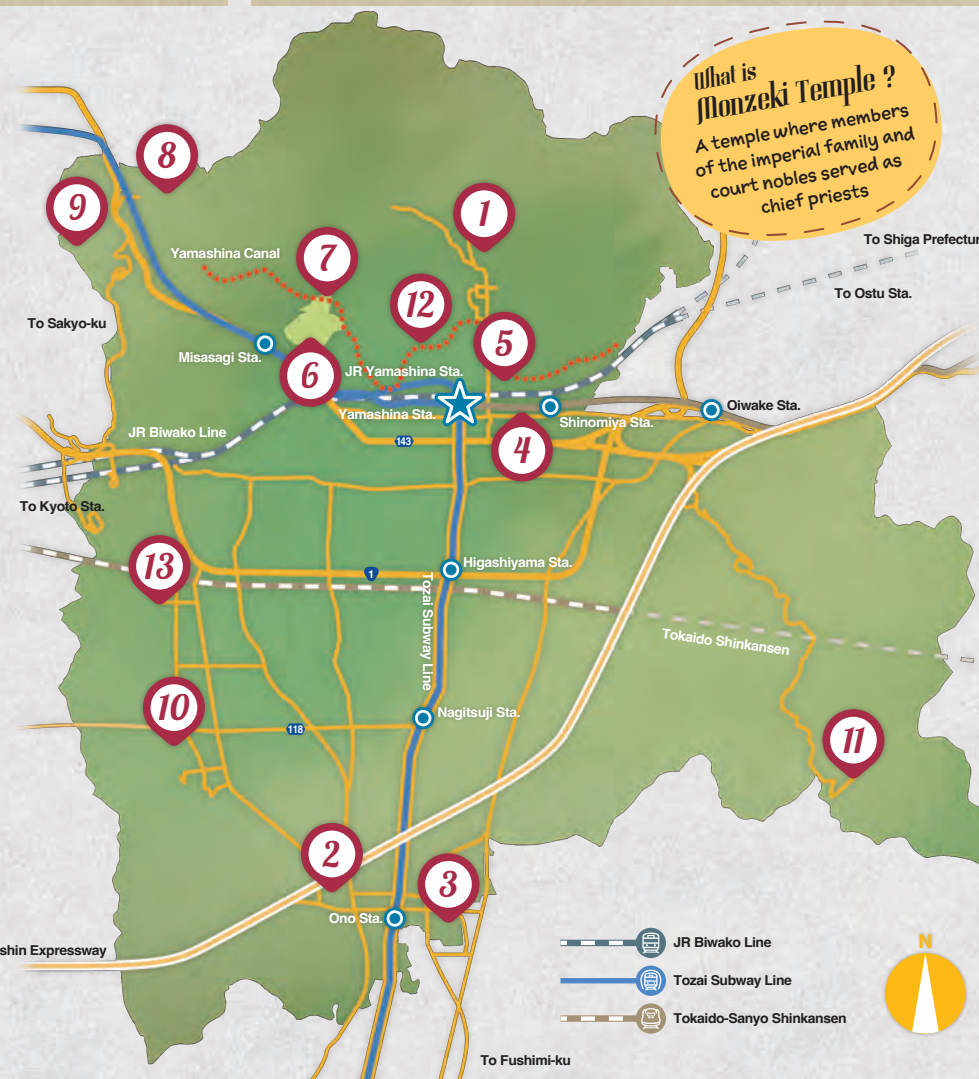 What is
Monzeki Temple ?
A temple where members
of the imperial family and
court nobles served as
chief priests
8
9
1
To Shiga Prefectur
Yamashina Canal
7
12
To Ostu Sta.
To Sakyo-ku
5
Misasagi Sta.
6
JR Yamashina Sta.
Yamashina Sta.
Oiwake Sta.
Shinomiya Sta.
JR Biwako Line
143
4
To Kyoto Sta.
13
Higashiyama Sta.
1
Tozai Subway Line
Tokaido Shinkansen
10
Nagitsuji Sta.
118
11
2
3
Ono Sta.
shin Expressway
JR Biwako Line
Tozai Subway Line
Tokaido-Sanyo Shinkansen
N
To Fushimi-ku